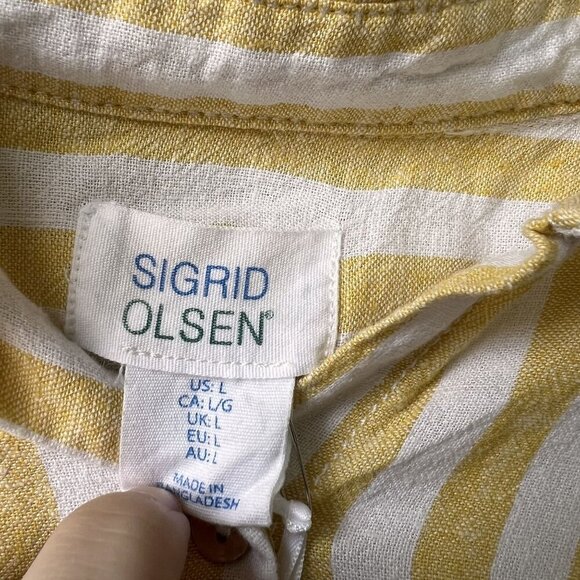 SIGRID
OLSEN®
US: L
CA: L/G
UK: L
EU: L
AU: L
MADE IN
BANGLADESH